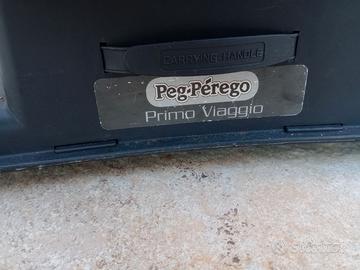 CARRYING HANDLE
Peg-Pérego
Primo Viaggio